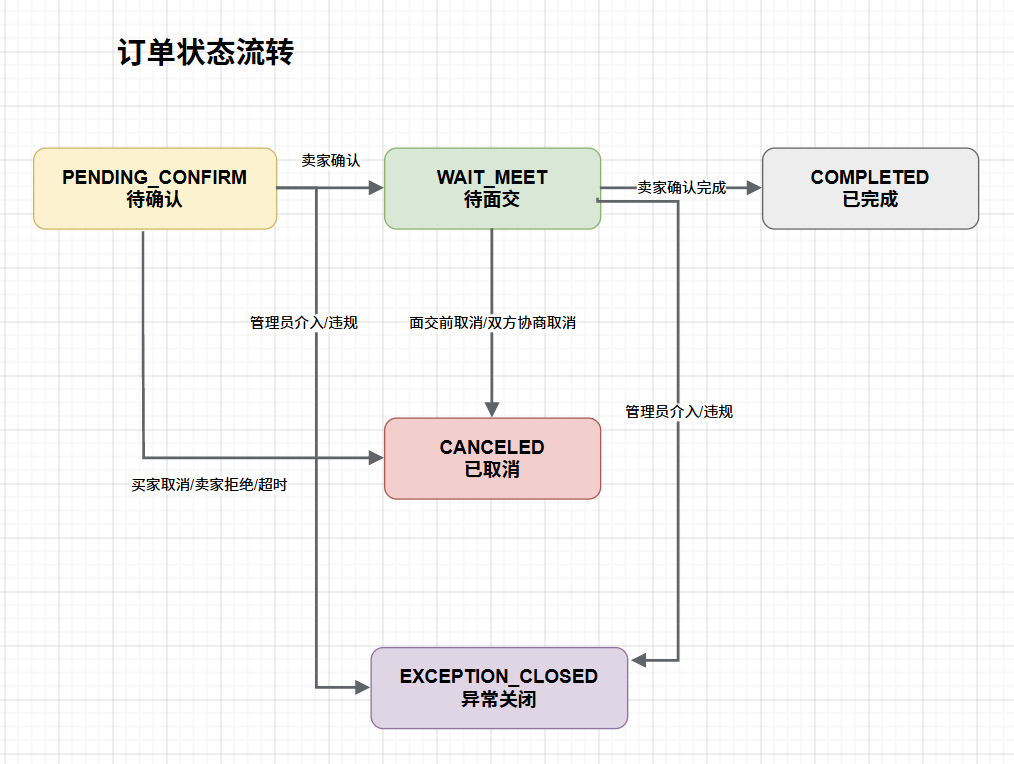 订单状态流转
卖家确认
PENDING_CONFIRM
待确认
WAIT_MEET
待面交
卖家确认完成
COMPLETED
已完成
管理员介入/违规
面交前取消/双方协商取消
管理员介入/违规
CANCELED
已取消
买家取消/卖家拒绝/超时
EXCEPTION_CLOSED
异常关闭